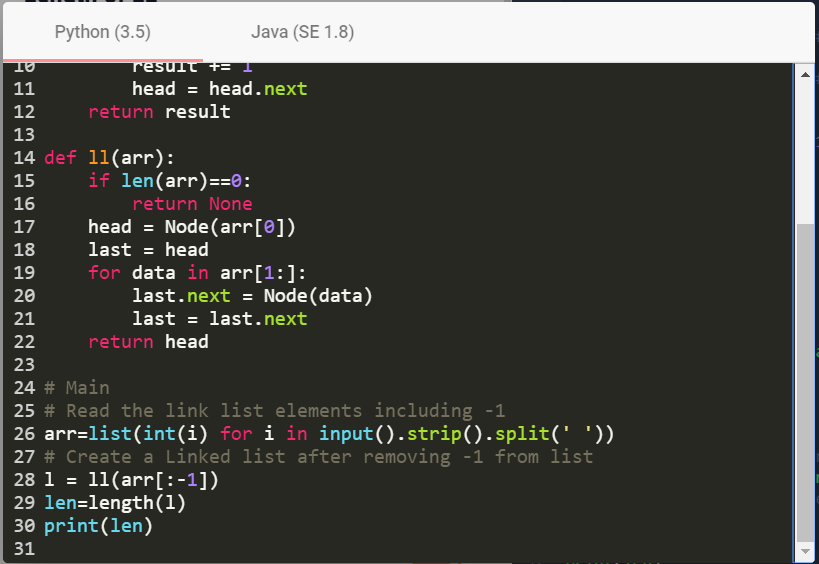 Python (3.5) Java (SE 1.8)
10         result += 1
11         head = head.next
12     return result
13
14 def ll(arr):
15     if len(arr)==0:
16         return None
17     head = Node(arr[0])
18     last = head
19     for data in arr[1:]:
20         last.next = Node(data)
21         last = last.next
22     return head
23
24 # Main
25 # Read the link list elements including -1
26 arr=list(int(i) for i in input().strip().split(' '))
27 # Create a Linked list after removing -1 from list
28 l = ll(arr[:-1])
29 len=length(l)
30 print(len)
31